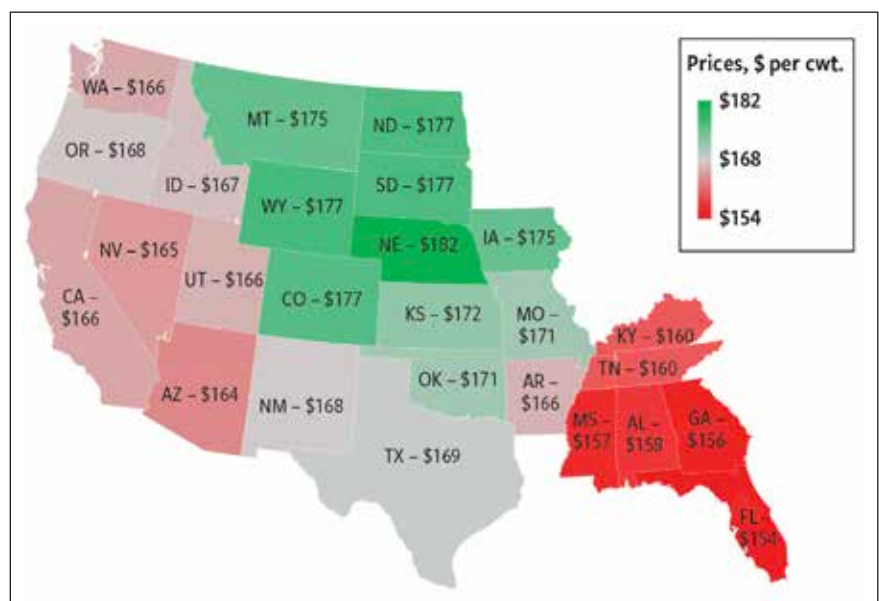 Prices, $ per cwt.
$182
$168
$154
WA – $166
MT – $175
ND – $177
OR – $168
ID – $167
SD – $177
WY – $177
NE – $182
IA – $175
NV – $165
UT – $166
CO – $177
KS – $172
MO –
$171
CA –
$166
KY – $160
TN – $160
AZ – $164
NM – $168
OK – $171
AR –
$166
MS –
$157
AL –
$158
GA –
$156
TX – $169
FL –
$154